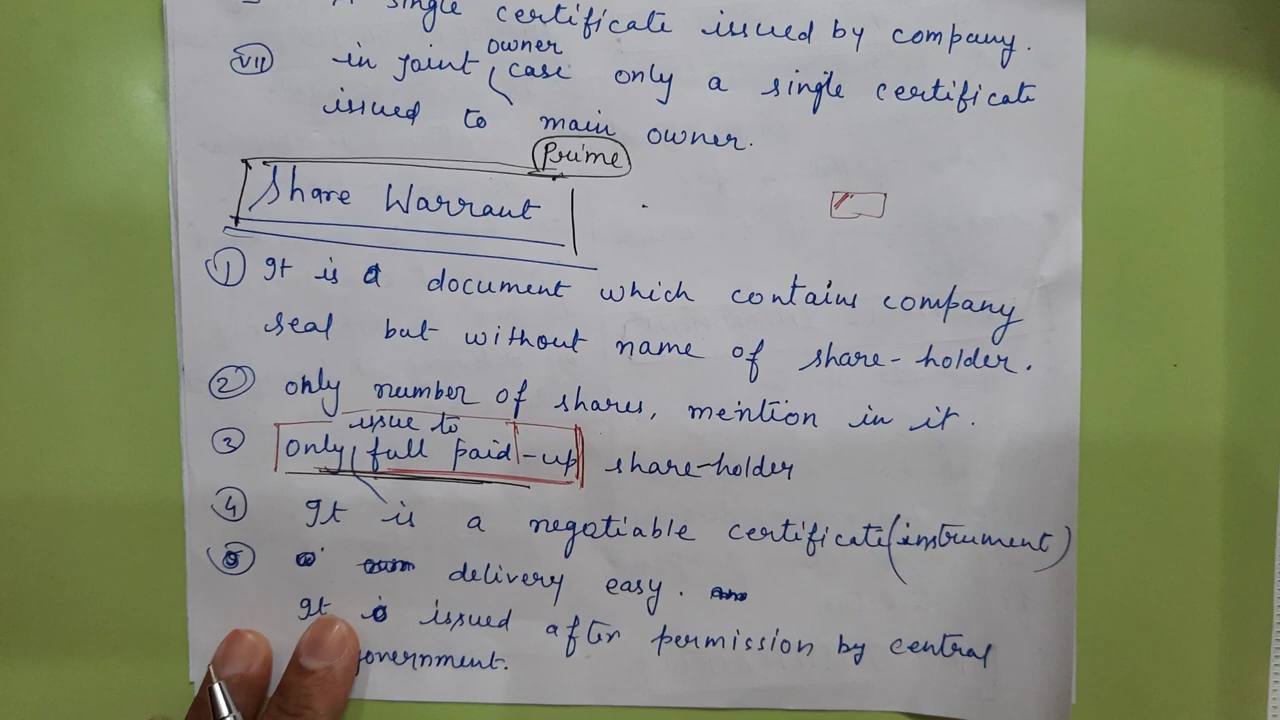 A single certificate issued by company.
VII in joint owner case only a single certificate
issued to main owner.
Prime
Share Warrant
1 It is a document which contains company
seal but without name of share-holder.
2 only number of shares, mention in it.
issue to
3 only full paid-up share-holder
4 It is a negotiable certificate (instrument)
5 delivery easy.
It is issued after permission by central
government.